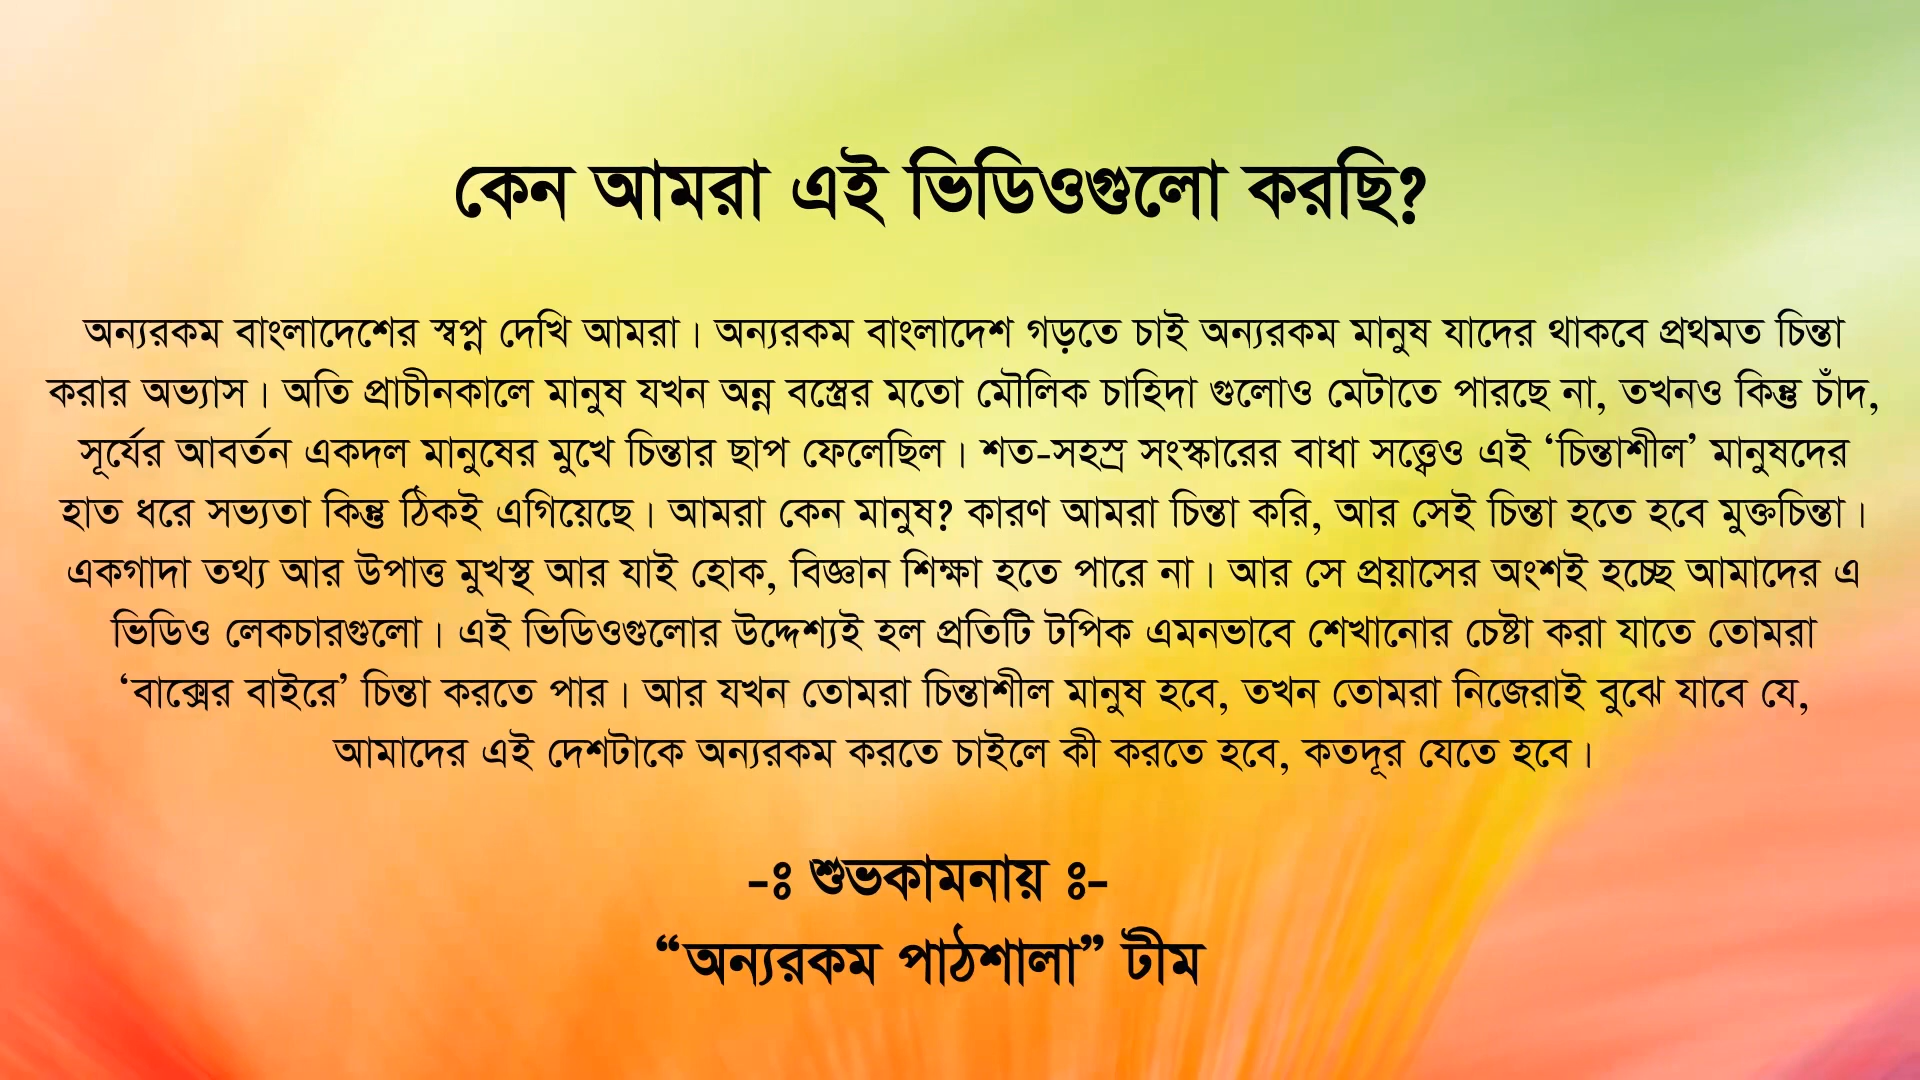 কেন আমরা এই ভিডিওগুলো করছি?
অন্যরকম বাংলাদেশের স্বপ্ন দেখি আমরা। অন্যরকম বাংলাদেশ গড়তে চাই অন্যরকম মানুষ যাদের থাকবে প্রথমত চিন্তা
করার অভ্যাস। অতি প্রাচীনকালে মানুষ যখন অন্ন বস্ত্রের মতো মৌলিক চাহিদা গুলোও মেটাতে পারছে না, তখনও কিন্তু চাঁদ,
সূর্যের আবর্তন একদল মানুষের মুখে চিন্তার ছাপ ফেলেছিল। শত-সহস্র সংস্কারের বাধা সত্ত্বেও এই ‘চিন্তাশীল’ মানুষদের
হাত ধরে সভ্যতা কিন্তু ঠিকই এগিয়েছে। আমরা কেন মানুষ? কারণ আমরা চিন্তা করি, আর সেই চিন্তা হতে হবে মুক্তচিন্তা।
একগাদা তথ্য আর উপাত্ত মুখস্থ আর যাই হোক, বিজ্ঞান শিক্ষা হতে পারে না। আর সে প্রয়াসের অংশই হচ্ছে আমাদের এ
ভিডিও লেকচারগুলো। এই ভিডিওগুলোর উদ্দেশ্যই হল প্রতিটি টপিক এমনভাবে শেখানোর চেষ্টা করা যাতে তোমরা
‘বাক্সের বাইরে’ চিন্তা করতে পার। আর যখন তোমরা চিন্তাশীল মানুষ হবে, তখন তোমরা নিজেরাই বুঝে যাবে যে,
আমাদের এই দেশটাকে অন্যরকম করতে চাইলে কী করতে হবে, কতদূর যেতে হবে।
-ঃ শুভকামনায় ঃ-
“অন্যরকম পাঠশালা” টীম